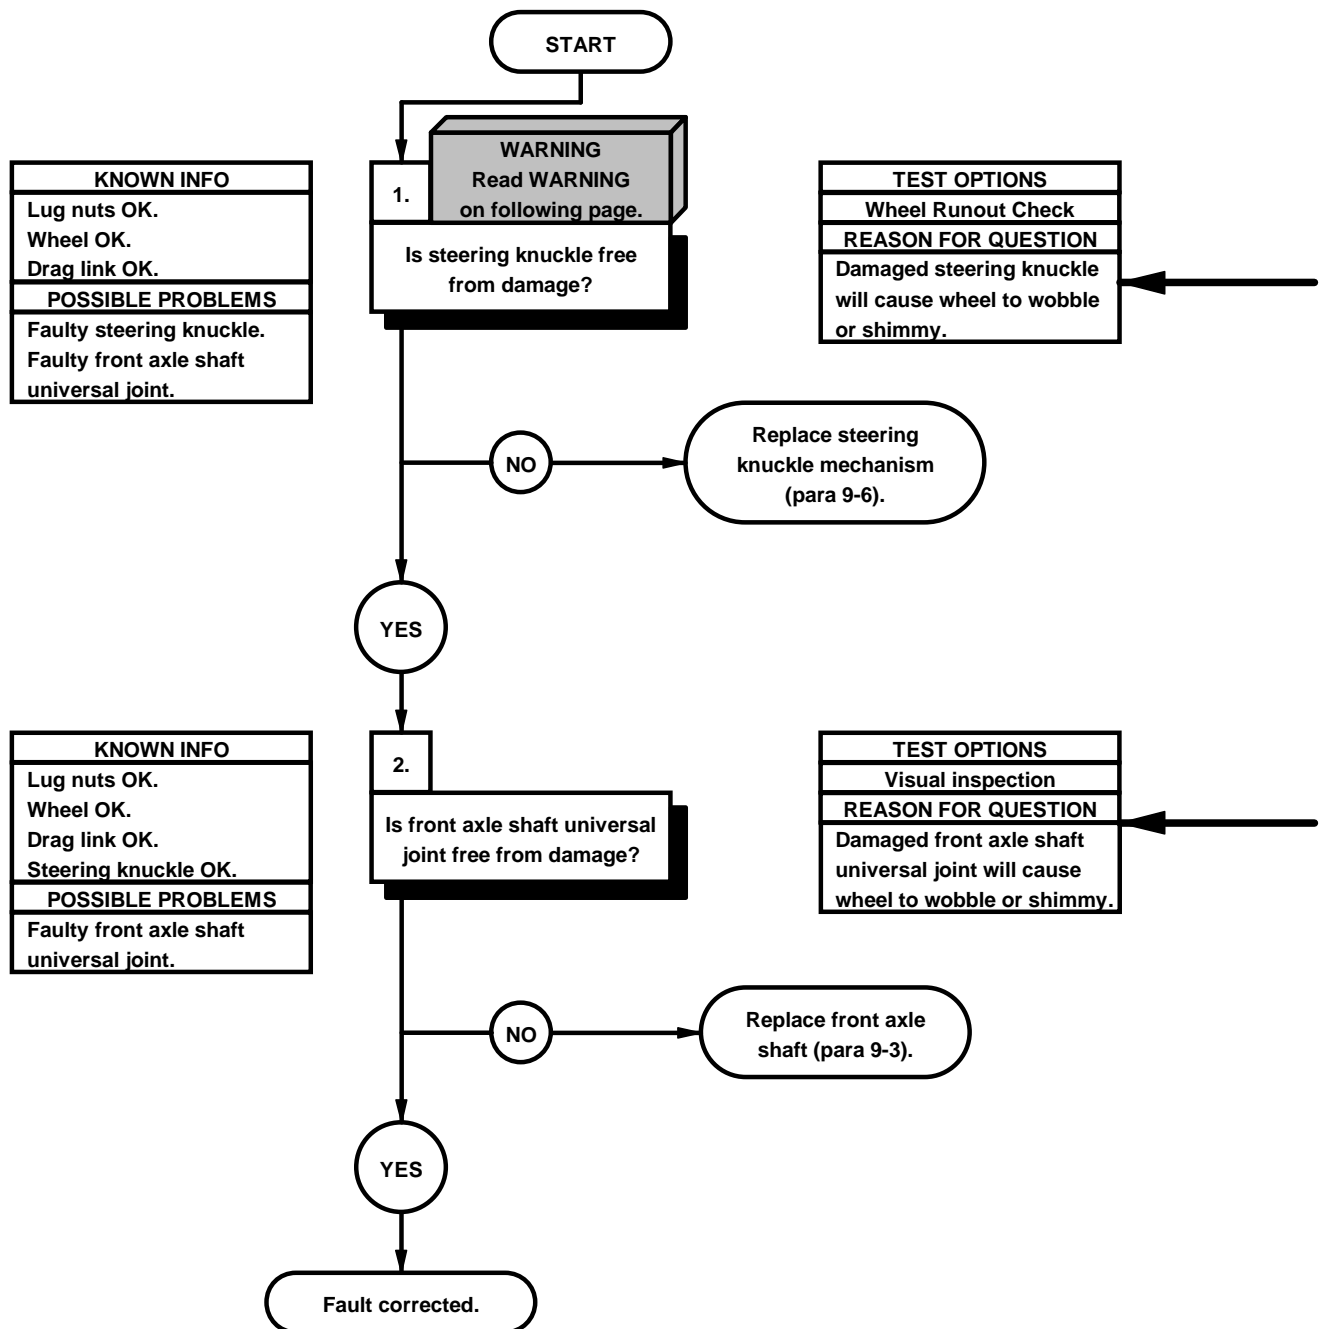 START
KNOWN INFO
Lug nuts OK.
Wheel OK.
Drag link OK.
POSSIBLE PROBLEMS
Faulty steering knuckle.
Faulty front axle shaft
universal joint.
1.
WARNING
Read WARNING
on following page.
Is steering knuckle free
from damage?
TEST OPTIONS
Wheel Runout Check
REASON FOR QUESTION
Damaged steering knuckle
will cause wheel to wobble
or shimmy.
NO
Replace steering
knuckle mechanism
(para 9-6).
YES
KNOWN INFO
Lug nuts OK.
Wheel OK.
Drag link OK.
Steering knuckle OK.
POSSIBLE PROBLEMS
Faulty front axle shaft
universal joint.
2.
Is front axle shaft universal
joint free from damage?
TEST OPTIONS
Visual inspection
REASON FOR QUESTION
Damaged front axle shaft
universal joint will cause
wheel to wobble or shimmy.
NO
Replace front axle
shaft (para 9-3).
YES
Fault corrected.